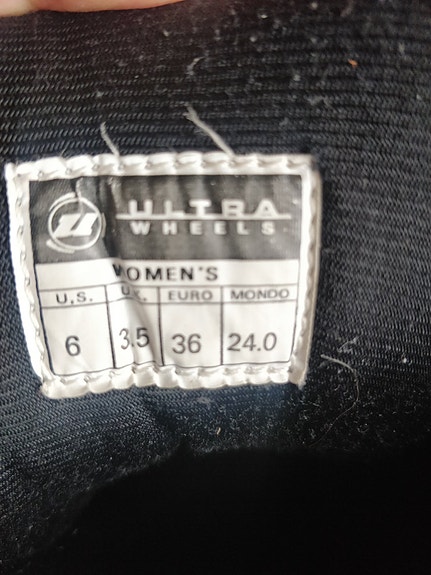 ULTRA
WHEELS
WOMEN'S
U.S. U.K. EURO MONDO
6 3.5 36 24.0